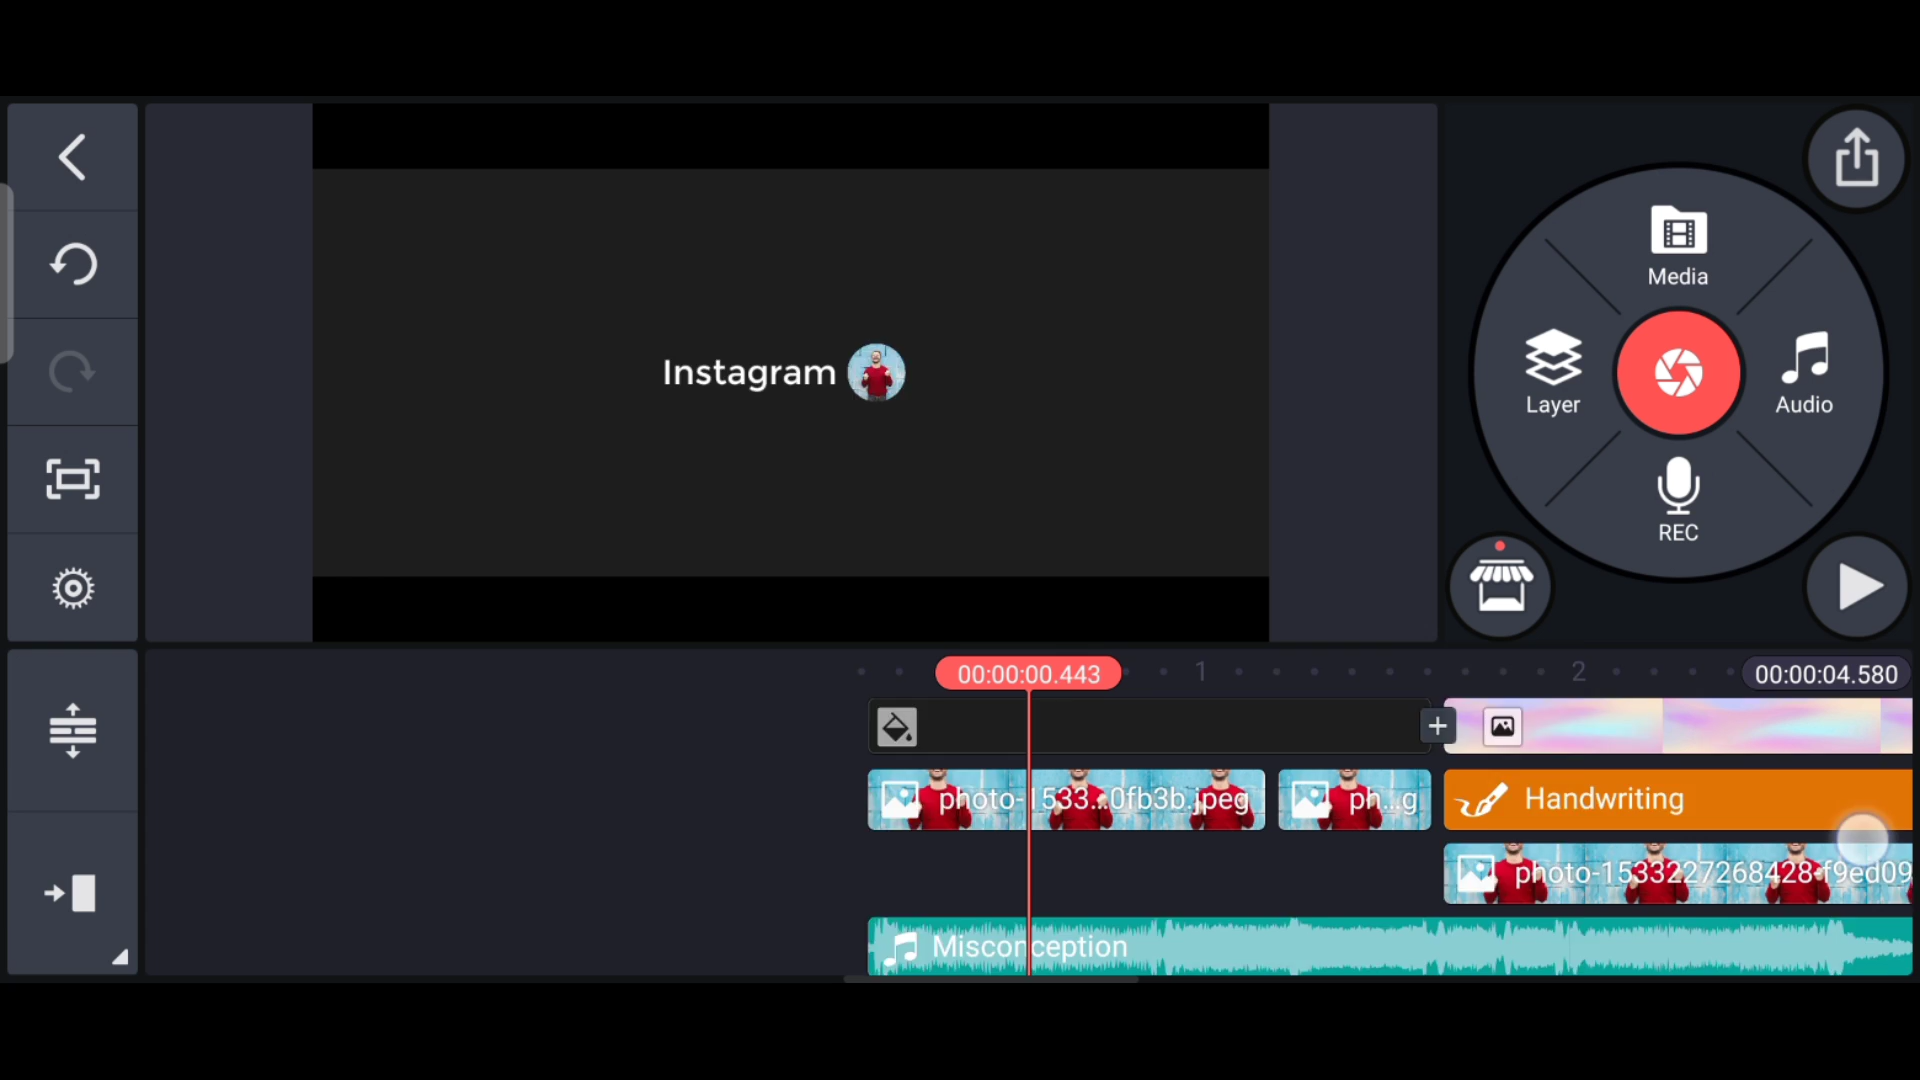 Media
Layer
Audio
REC
Instagram
00:00:00.443
1
2
00:00:04.580
photo-1533...0fb3b.jpeg
ph...g
Handwriting
photo-1533227268428-f9ed09
Misconception